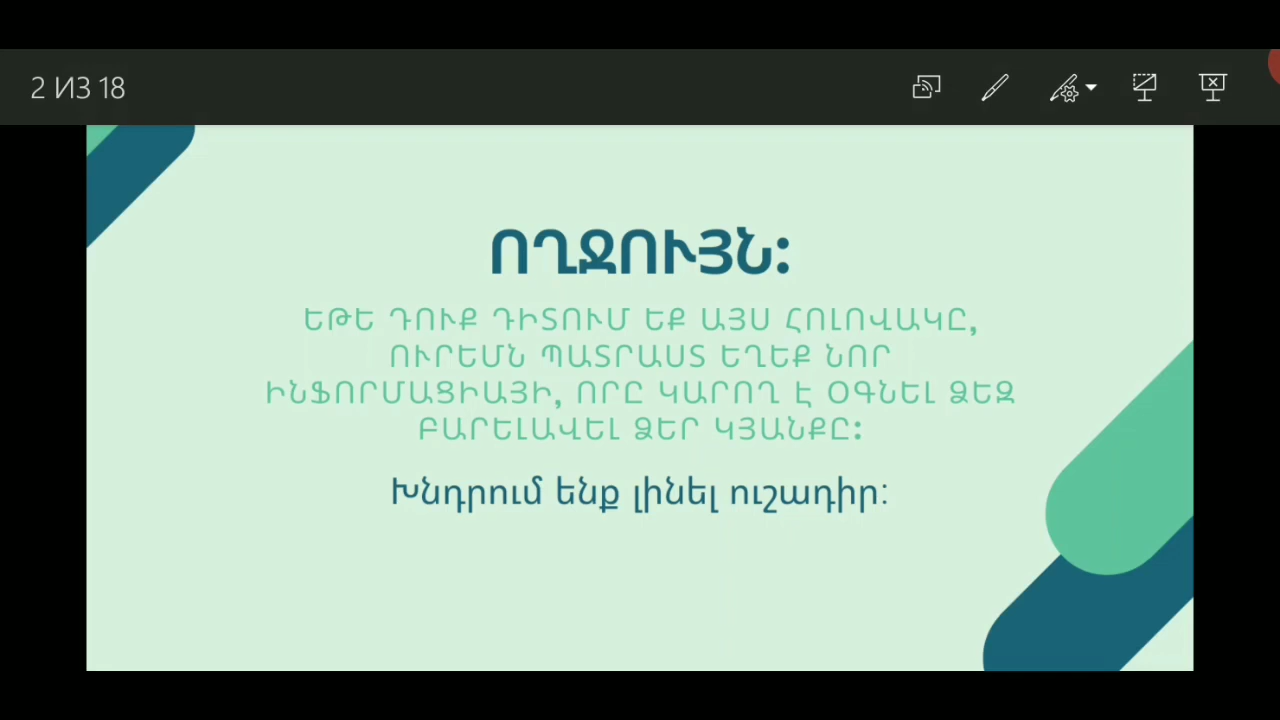 2 ИЗ 18
ՈՂՋՈՒՅՆ:
ԵԹԵ ԴՈՒՔ ԴԻՏՈՒՄ ԵՔ ԱՅՍ ՀՈԼՈՎԱԿԸ,
ՈՒՐԵՄՆ ՊԱՏՐԱՍՏ ԵՂԵՔ ՆՈՐ
ԻՆՖՈՐՄԱՑԻԱՅԻ, ՈՐԸ ԿԱՐՈՂ Է ՕԳՆԵԼ ՁԵԶ
ԲԱՐԵԼԱՎԵԼ ՁԵՐ ԿՅԱՆՔԸ:
Խնդրում ենք լինել ուշադիր: